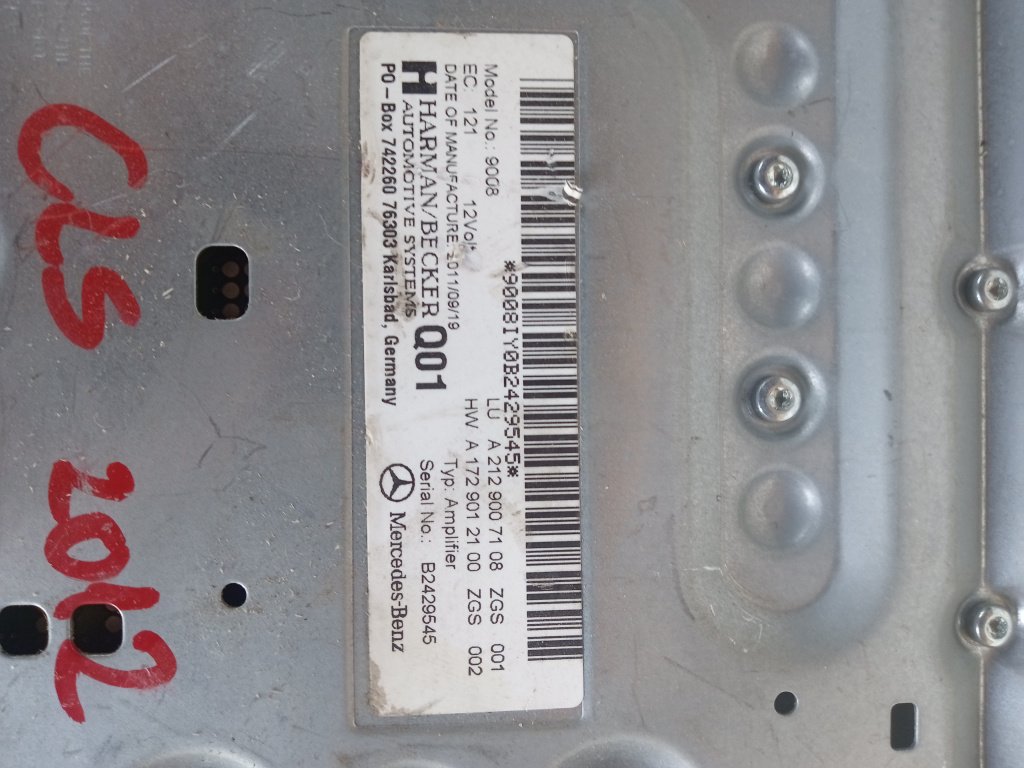 *9008IY0B2429545*
Model No.: 9008
LU A 212 900 71 08 ZGS 001
EC: 121 12Volt
HW A 172 901 21 00 ZGS 002
DATE OF MANUFACTURE: 2011/09/19
Typ: Amplifier
HARMAN/BECKER
AUTOMOTIVE SYSTEMS
Q01
Serial No.: B2429545
PO-Box 742260 76303 Karlsbad, Germany
Mercedes-Benz
CLS 2012